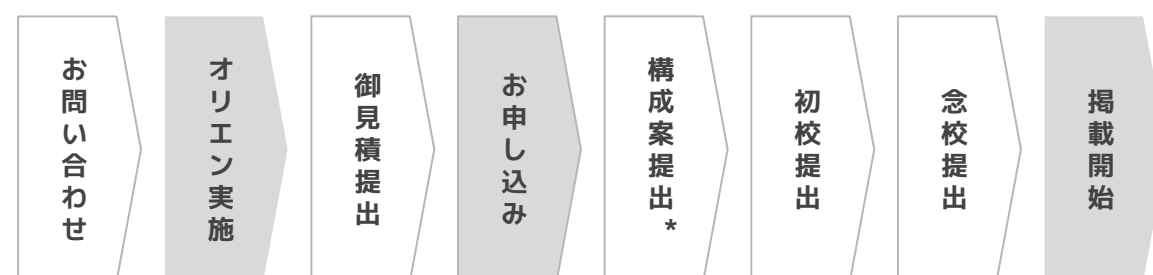 お問い合わせ
オリエン実施
御見積提出
お申し込み
構成案提出*
初校提出
念校提出
掲載開始